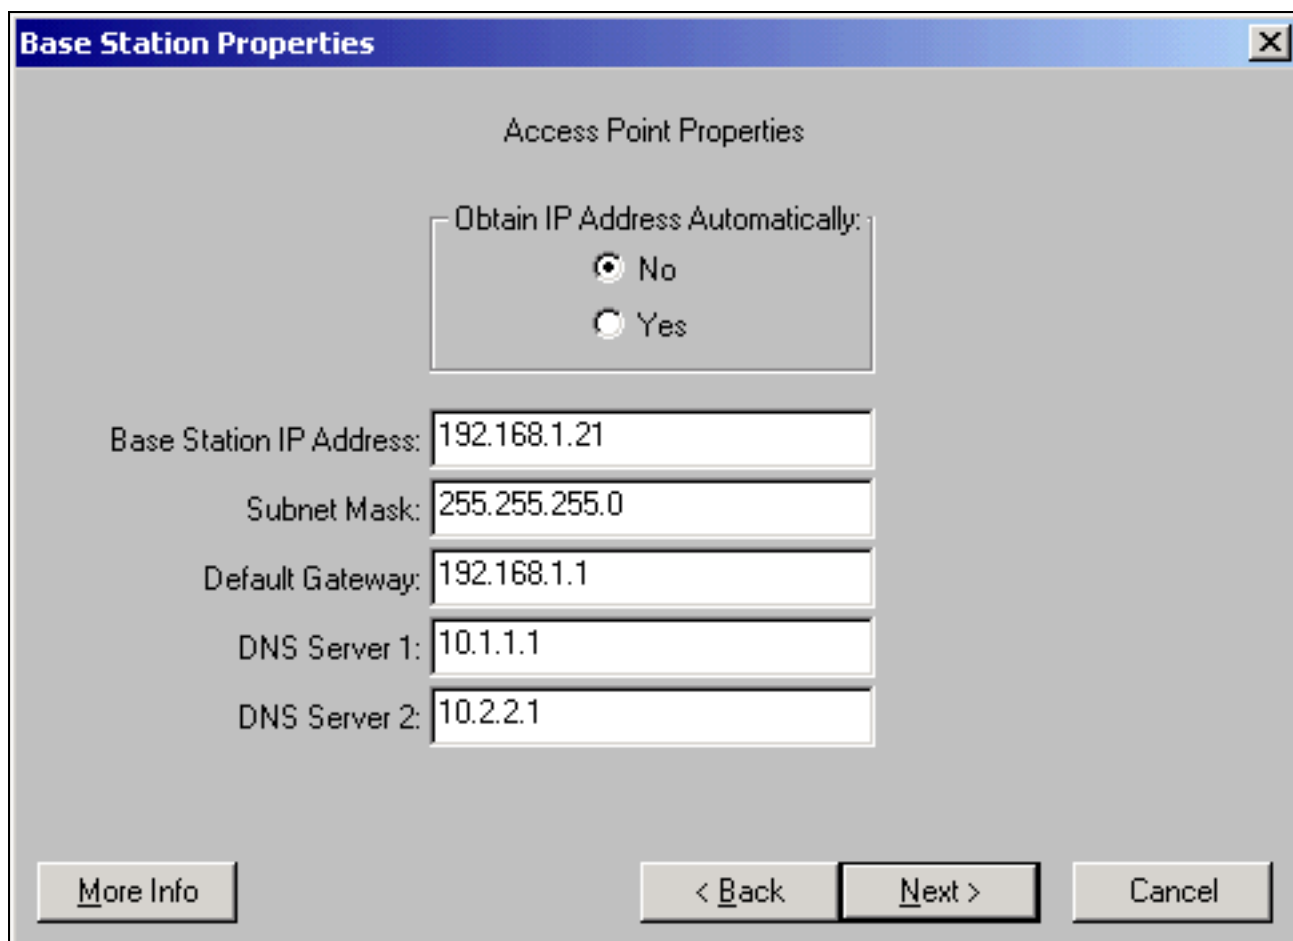 Base Station Properties
Access Point Properties
Obtain IP Address Automatically:
No
Yes
Base Station IP Address: 192.168.1.21
Subnet Mask: 255.255.255.0
Default Gateway: 192.168.1.1
DNS Server 1: 10.1.1.1
DNS Server 2: 10.2.2.1
More Info < Back Next > Cancel